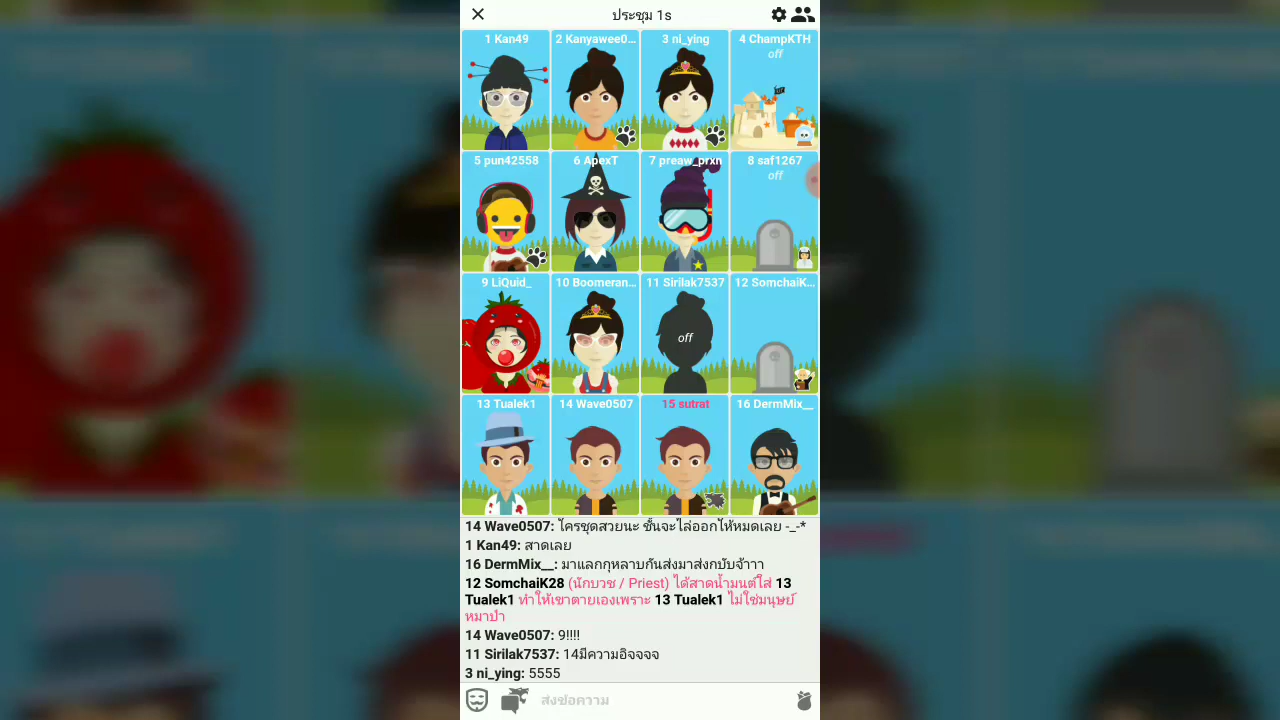 ประชุม 1s
1 Kan49
2 Kanyawee0...
3 ni_ying
4 ChampKTH
off
5 pun42558
6 ApexT
7 preaw_prxn
8 saf1267
off
9 LiQuid_
10 Boomeran...
11 Sirilak7537
off
12 SomchaiK...
13 Tualek1
14 Wave0507
15 sutrat
16 DermMix__
14 Wave0507: ใครชุดสวยนะ ชั้นจะไล่ออกให้หมดเลย -_-*
1 Kan49: สาดเลย
16 DermMix__: มาแลกกุหลาบกันส่งมาส่งกบับจ้าาา
12 SomchaiK28 (นักบวช / Priest) ได้สาดน้ำมนต์ใส่ 13
Tualek1 ทำให้เขาตายเองเพราะ 13 Tualek1 ไม่ใช่มนุษย์
หมาป่า
14 Wave0507: 9!!!!
11 Sirilak7537: 14มีความอิจจจจ
3 ni_ying: 5555
ส่งข้อความ